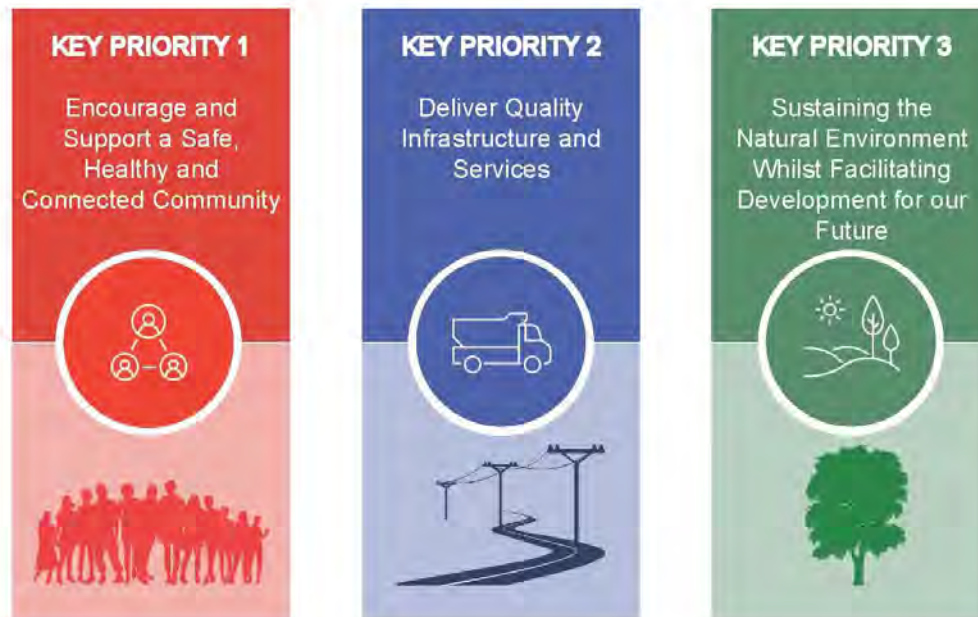 KEY PRIORITY 1
Encourage and
Support a Safe,
Healthy and
Connected Community
KEY PRIORITY 2
Deliver Quality
Infrastructure and
Services
KEY PRIORITY 3
Sustaining the
Natural Environment
Whilst Facilitating
Development for our
Future